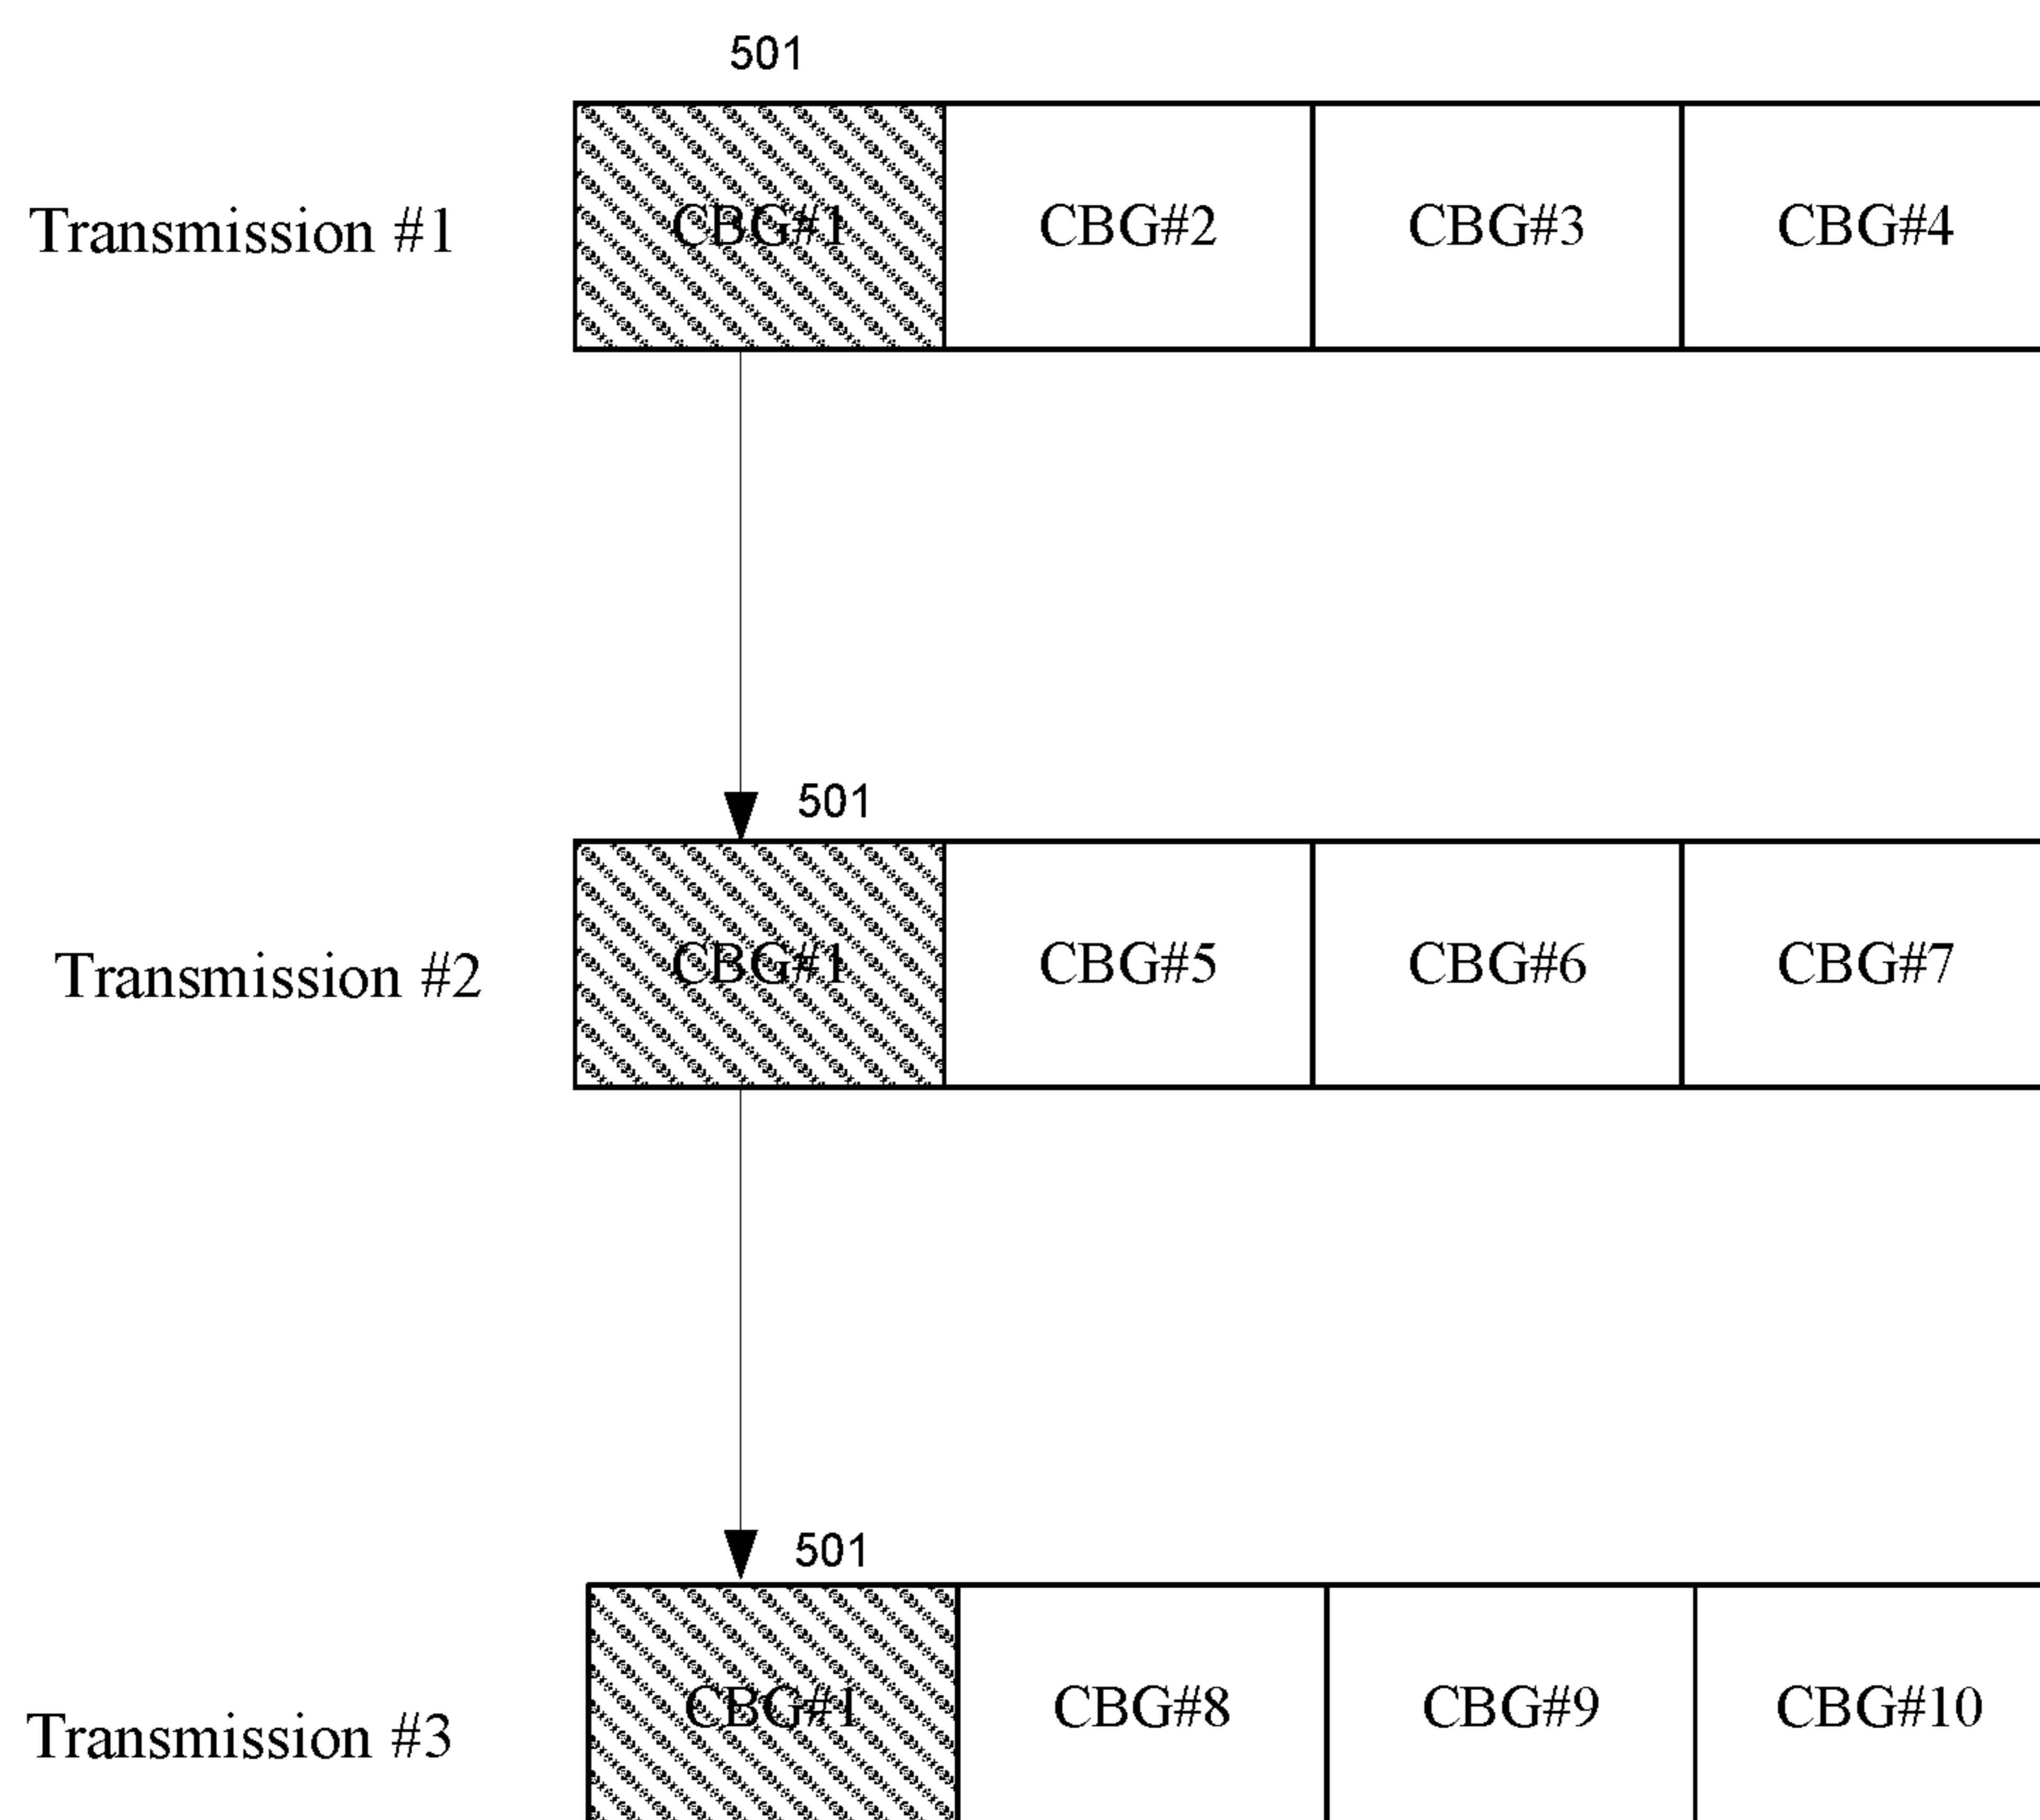 501
Transmission #1 CBG#1 CBG#2 CBG#3 CBG#4
501
Transmission #2 CBG#1 CBG#5 CBG#6 CBG#7
501
Transmission #3 CBG#1 CBG#8 CBG#9 CBG#10